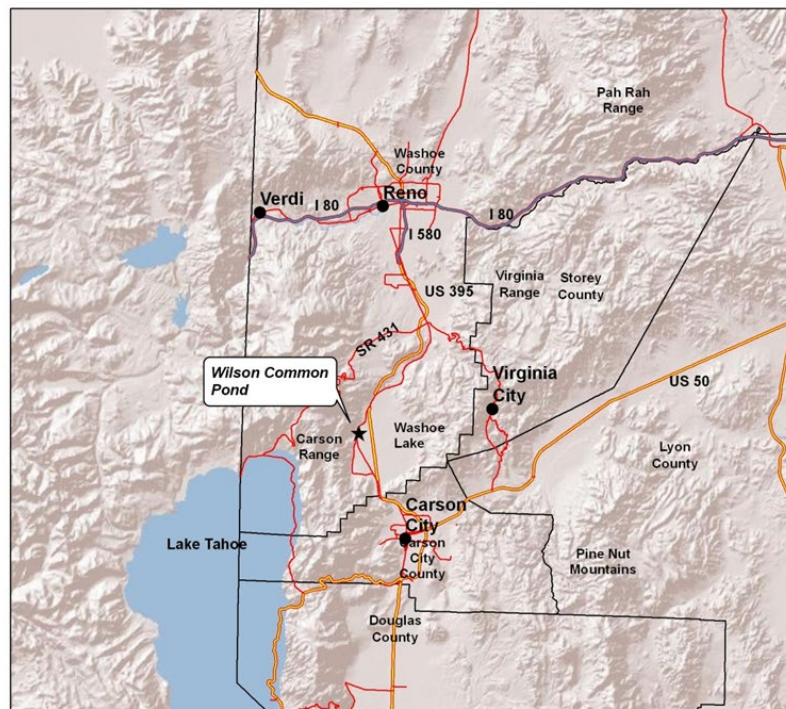 Pah Rah
Range
Washoe
County
Verdi
I 80
Reno
I 80
I 580
Virginia
Range
Storey
County
US 395
SR 431
Wilson Common
Pond
Virginia
City
US 50
Carson
Range
Washoe
Lake
Lyon
County
Carson
City
Lake Tahoe
Carson
City
County
Pine Nut
Mountains
Douglas
County